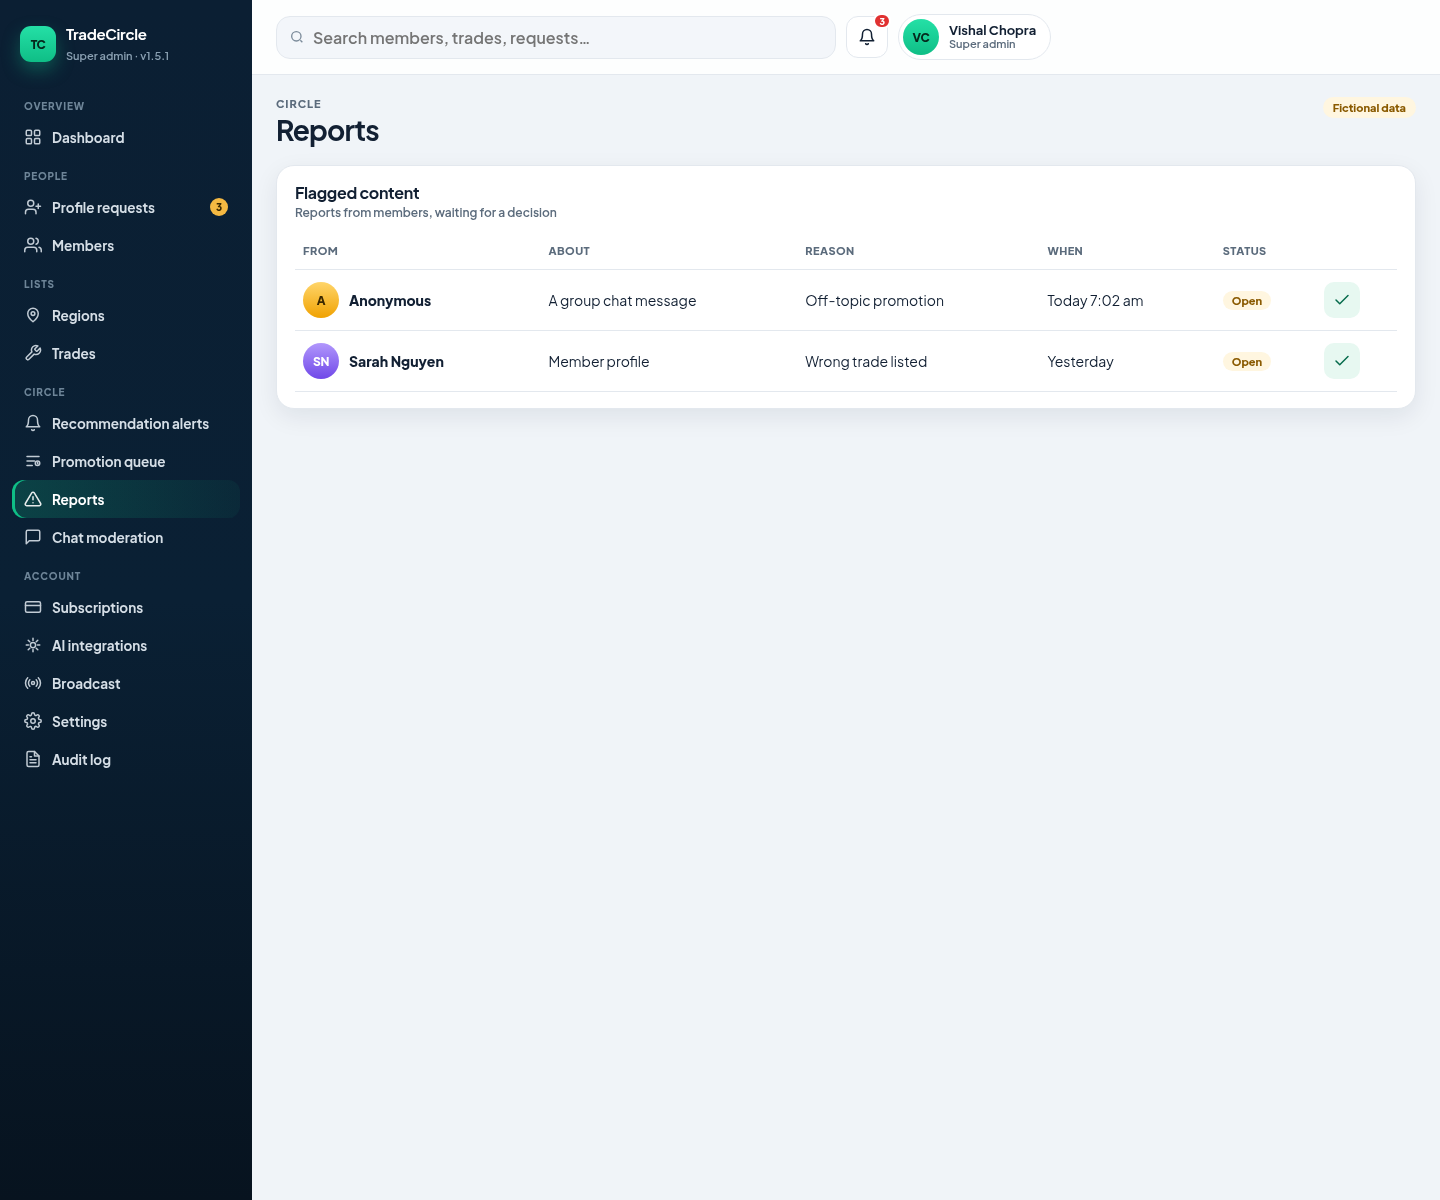 TC
TradeCircle
Super admin · v1.5.1
OVERVIEW
Dashboard
PEOPLE
Profile requests
3
Members
LISTS
Regions
Trades
CIRCLE
Recommendation alerts
Promotion queue
Reports
Chat moderation
ACCOUNT
Subscriptions
AI integrations
Broadcast
Settings
Audit log
Search members, trades, requests…
3
VC
Vishal Chopra
Super admin
CIRCLE
Reports
Fictional data
Flagged content
Reports from members, waiting for a decision
FROM ABOUT REASON WHEN STATUS
A Anonymous A group chat message Off-topic promotion Today 7:02 am Open
SN Sarah Nguyen Member profile Wrong trade listed Yesterday Open